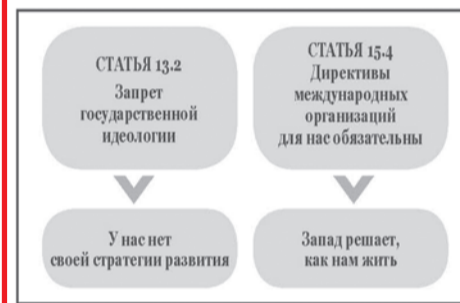 СТАТЬЯ 13.2
Запрет
государственной
идеологии
СТАТЬЯ 15.4
Директивы
международных
организаций
для нас обязательны
У нас нет
своей стратегии развития
Запад решает,
как нам жить